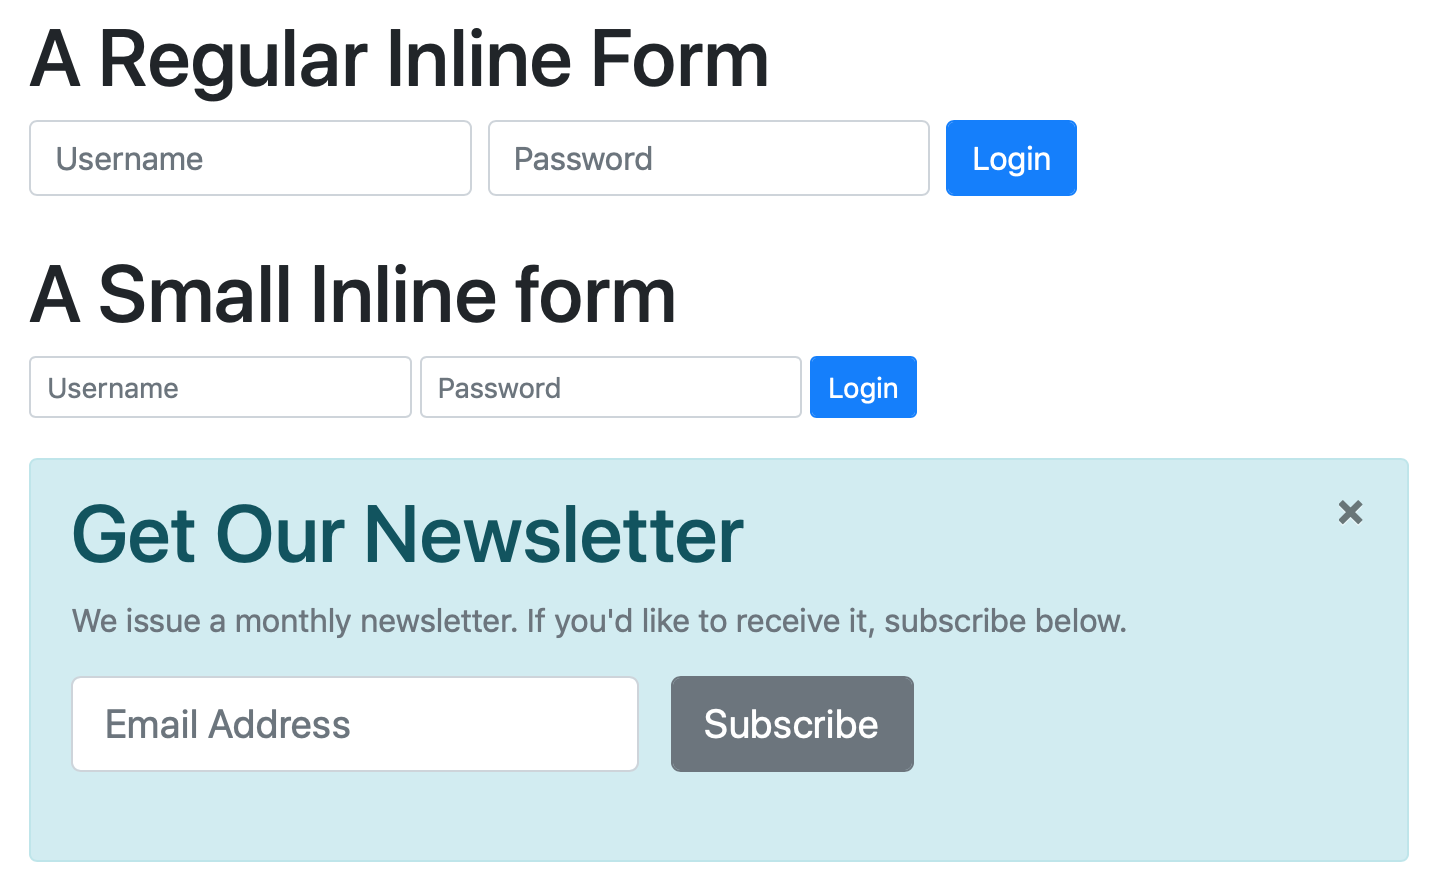 A Regular Inline Form
Username Password Login
A Small Inline form
Username Password Login
Get Our Newsletter ×
We issue a monthly newsletter. If you'd like to receive it, subscribe below.
Email Address Subscribe